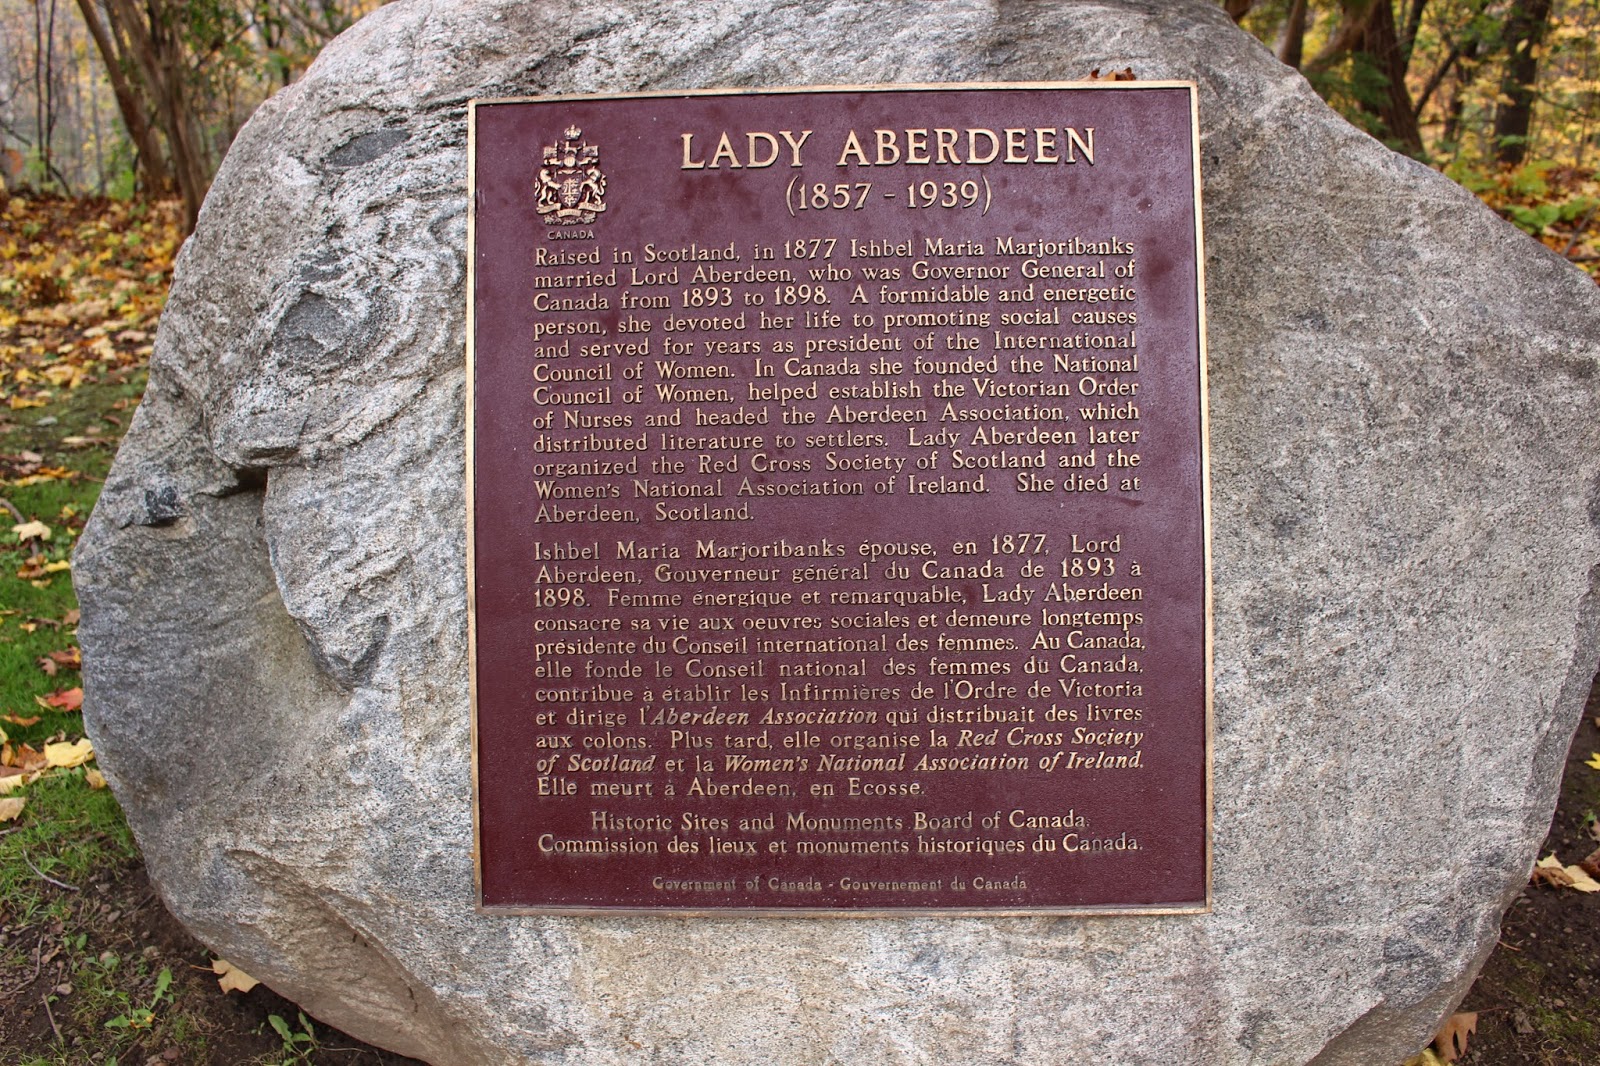 CANADA
LADY ABERDEEN
(1857 - 1939)
Raised in Scotland, in 1877 Ishbel Maria Marjoribanks
married Lord Aberdeen, who was Governor General of
Canada from 1893 to 1898. A formidable and energetic
person, she devoted her life to promoting social causes
and served for years as president of the International
Council of Women. In Canada she founded the National
Council of Women, helped establish the Victorian Order
of Nurses and headed the Aberdeen Association, which
distributed literature to settlers. Lady Aberdeen later
organized the Red Cross Society of Scotland and the
Women's National Association of Ireland. She died at
Aberdeen, Scotland.
Ishbel Maria Marjoribanks épouse, en 1877, Lord
Aberdeen, Gouverneur général du Canada de 1893 à
1898. Femme énergique et remarquable, Lady Aberdeen
consacre sa vie aux oeuvres sociales et demeure longtemps
présidente du Conseil international des femmes. Au Canada,
elle fonde le Conseil national des femmes du Canada,
contribue à établir les Infirmières de l'Ordre de Victoria
et dirige l'Aberdeen Association qui distribuait des livres
aux colons. Plus tard, elle organise la Red Cross Society
of Scotland et la Women's National Association of Ireland.
Elle meurt à Aberdeen, en Ecosse.
Historic Sites and Monuments Board of Canada.
Commission des lieux et monuments historiques du Canada.
Government of Canada - Gouvernement du Canada